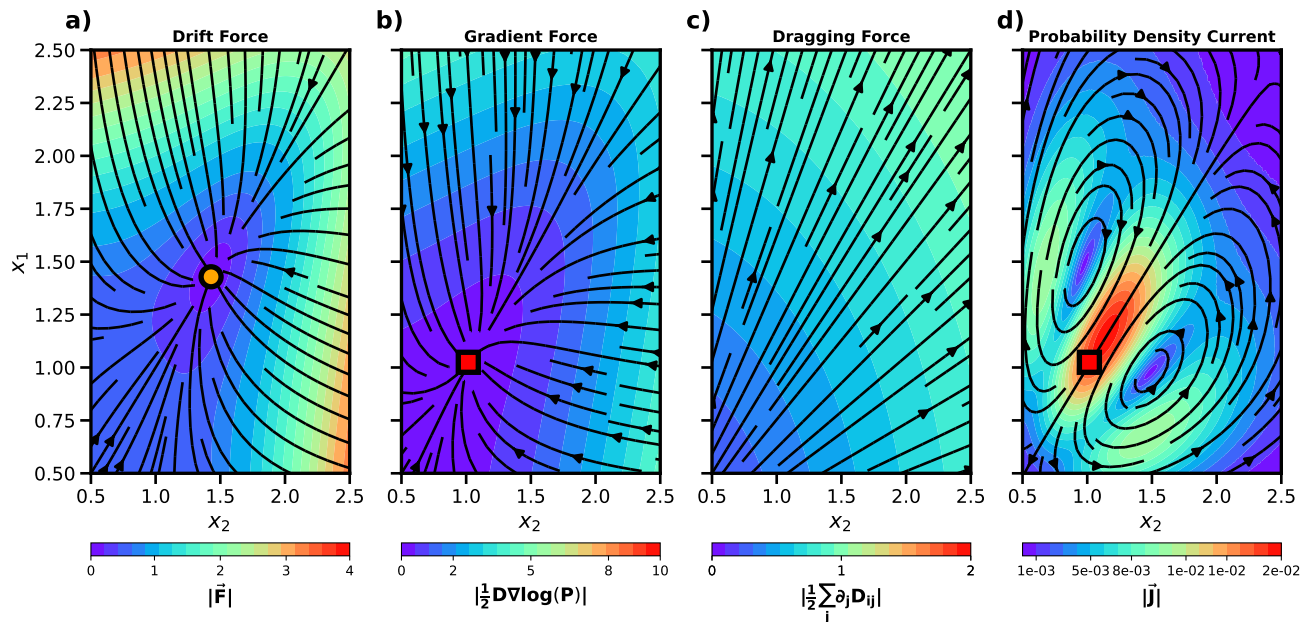 a) b) c) d)
Drift Force Gradient Force Dragging Force Probability Density Current
2.50
2.25
2.00
1.75
1.50
1.25
1.00
0.75
0.50
x₁
0.5 1.0 1.5 2.0 2.5 0.5 1.0 1.5 2.0 2.5 0.5 1.0 1.5 2.0 2.5 0.5 1.0 1.5 2.0 2.5
x₂ x₂ x₂ x₂
0 1 2 3 4 0 2 5 8 10 0 1 2 1e-03 5e-03 8e-03 1e-02 1e-02 2e-02
|F⃗| |½D∇log(P)| |½∑ⱼ∂ⱼDᵢⱼ| |J⃗|